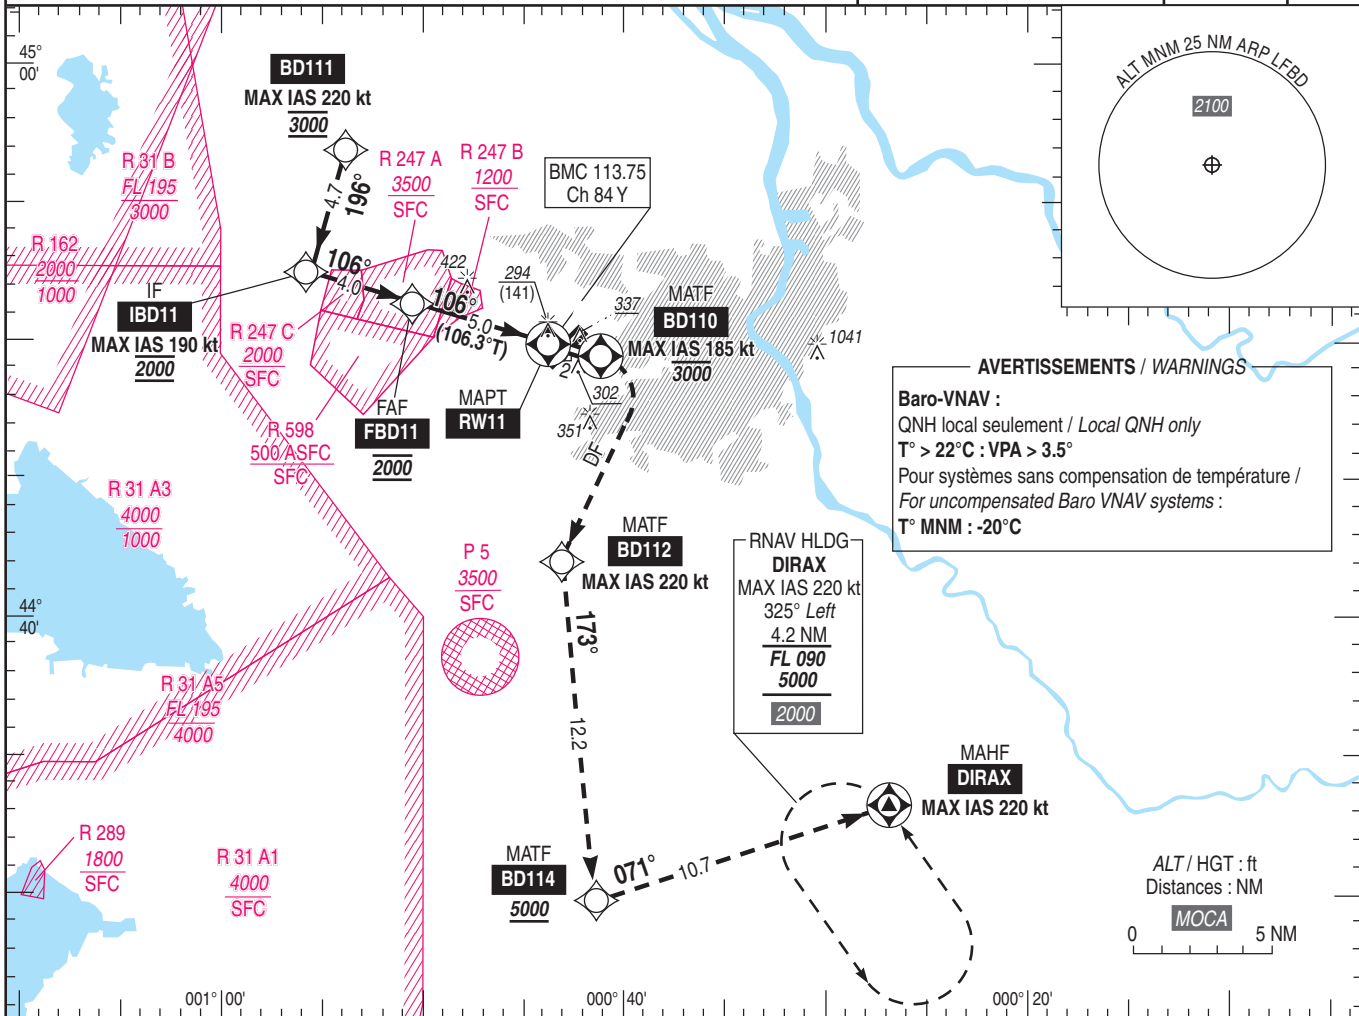 45°
00'
BD111
MAX IAS 220 kt
3000
4.7
196°
R 31 B
FL 195
3000
R 247 A
3500
SFC
R 247 B
1200
SFC
BMC 113.75
Ch 84 Y
ALT MNM 25 NM ARP LFBD
2100
R 162
2000
1000
IF
IBD11
MAX IAS 190 kt
2000
106°
4.0
422
106°
5.0
(106.3°T)
294
(141)
337
MATF
BD110
MAX IAS 185 kt
3000
1041
R 247 C
2000
SFC
FAF
FBD11
2000
MAPT
RW11
2
302
351
DF
R 598
500 ASFC
SFC
AVERTISSEMENTS / WARNINGS
Baro-VNAV :
QNH local seulement / Local QNH only
T° > 22°C : VPA > 3.5°
Pour systèmes sans compensation de température /
For uncompensated Baro VNAV systems :
T° MNM : -20°C
R 31 A3
4000
1000
P 5
3500
SFC
MATF
BD112
MAX IAS 220 kt
RNAV HLDG
DIRAX
MAX IAS 220 kt
325° Left
4.2 NM
FL 090
5000
2000
44°
40'
173°
12.2
R 31 A5
FL 195
4000
MAHF
DIRAX
MAX IAS 220 kt
R 289
1800
SFC
R 31 A1
4000
SFC
MATF
BD114
5000
071°
10.7
ALT / HGT : ft
Distances : NM
MOCA
0 5 NM
001° 00'
000° 40'
000° 20'